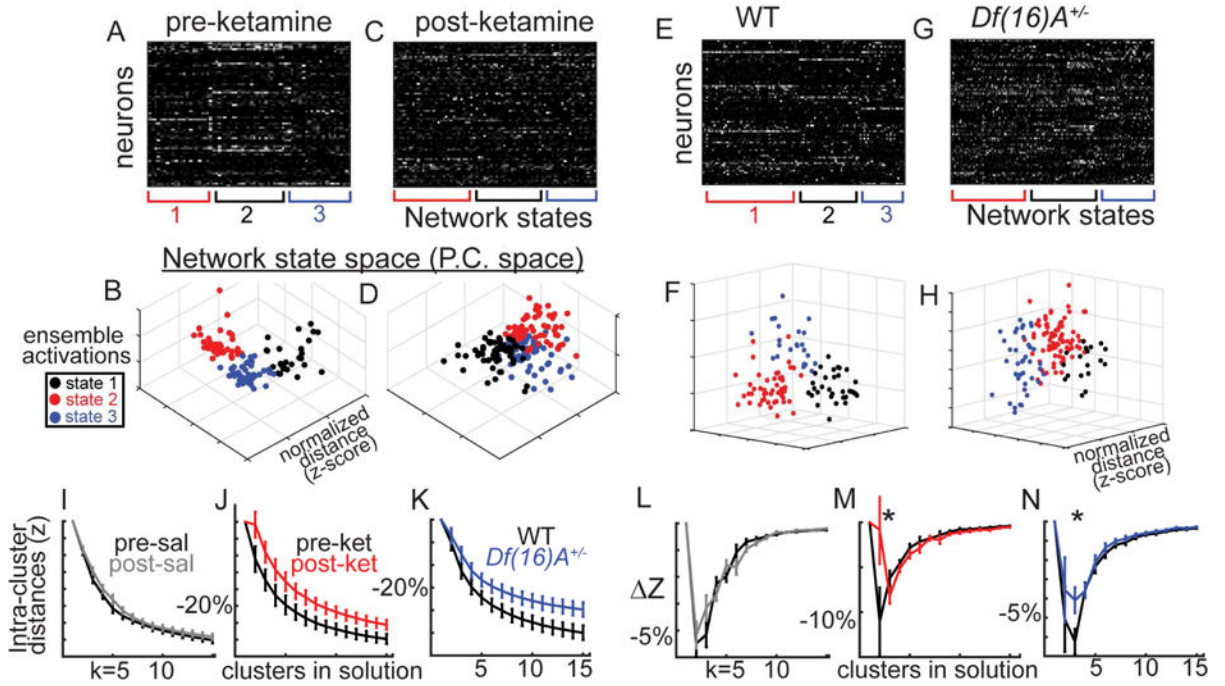 A pre-ketamine C post-ketamine E WT G Df(16)A+/-
neurons neurons
1 2 3 Network states 1 2 3 Network states
Network state space (P.C. space)
B D F H
ensemble activations
state 1
state 2
state 3
normalized distance (z-score)
normalized distance (z-score)
I J K L M N
Intra-cluster distances (z)
pre-sal
post-sal
-20%
pre-ket
post-ket
-20%
WT
Df(16)A+/-
ΔZ
-5%
*
-10%
*
-5%
k=5 10 clusters in solution 5 10 15 k=5 10 clusters in solution 5 10 15